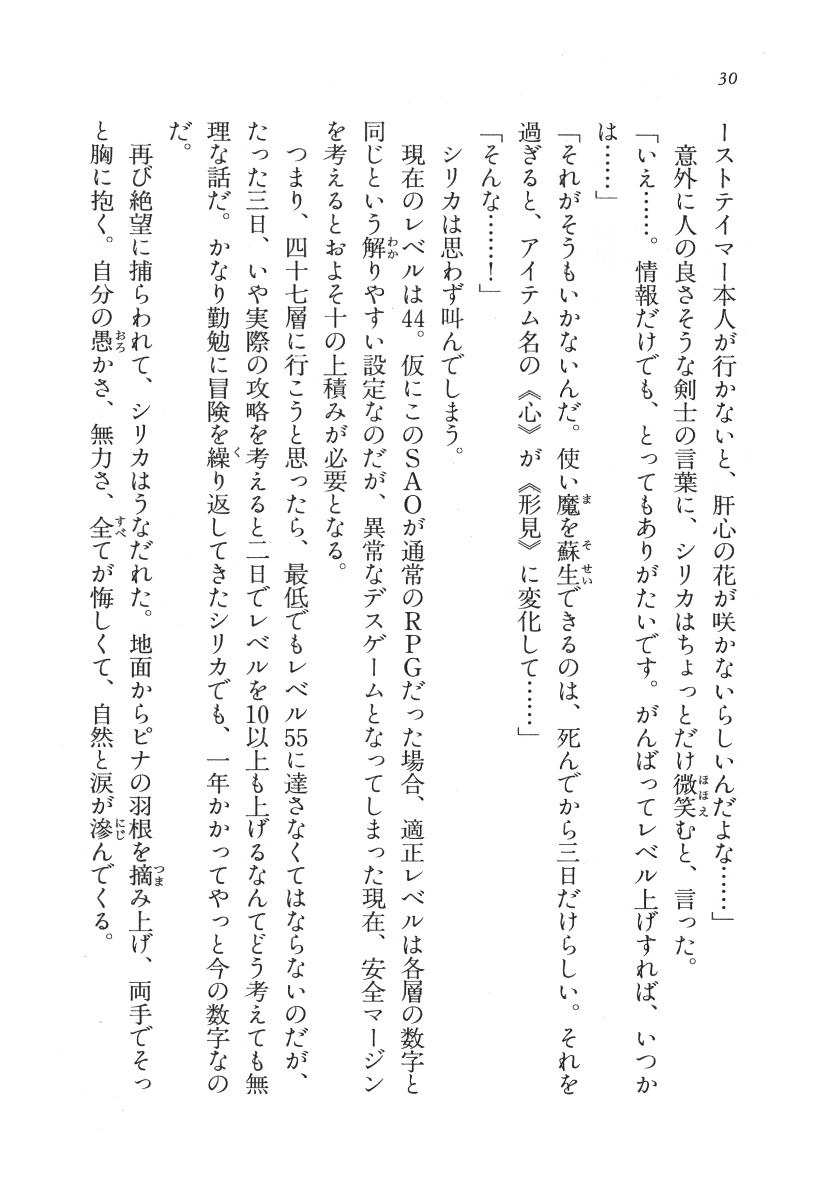 30
ーストテイマー本人が行かないと、肝心の花が咲かないらしいんだよな……」
意外に人の良さそうな剣士の言葉に、シリカはちょっとだけ微笑むと、言った。
「いえ……。情報だけでも、とってもありがたいです。がんばってレベル上げすれば、いつか
は……」
「それがそうもいかないんだ。使い魔を蘇生できるのは、死んでから三日だけらしい。それを
過ぎると、アイテム名の《心》が《形見》に変化して……」
「そんな……！」
シリカは思わず叫んでしまう。
現在のレベルは44。仮にこのSAOが通常のRPGだった場合、適正レベルは各層の数字と
同じという解りやすい設定なのだが、異常なデスゲームとなってしまった現在、安全マージン
を考えるとおよそ十の上積みが必要となる。
つまり、四十七層に行こうと思ったら、最低でもレベル55に達さなくてはならないのだが、
たった三日、いや実際の攻略を考えると二日でレベルを10以上も上げるなんてどう考えても無
理な話だ。かなり勤勉に冒険を繰り返してきたシリカでも、一年かかってやっと今の数字なの
だ。
再び絶望に捕らわれて、シリカはうなだれた。地面からピナの羽根を摘み上げ、両手でそっ
と胸に抱く。自分の愚かさ、無力さ、全てが悔しくて、自然と涙が滲んでくる。